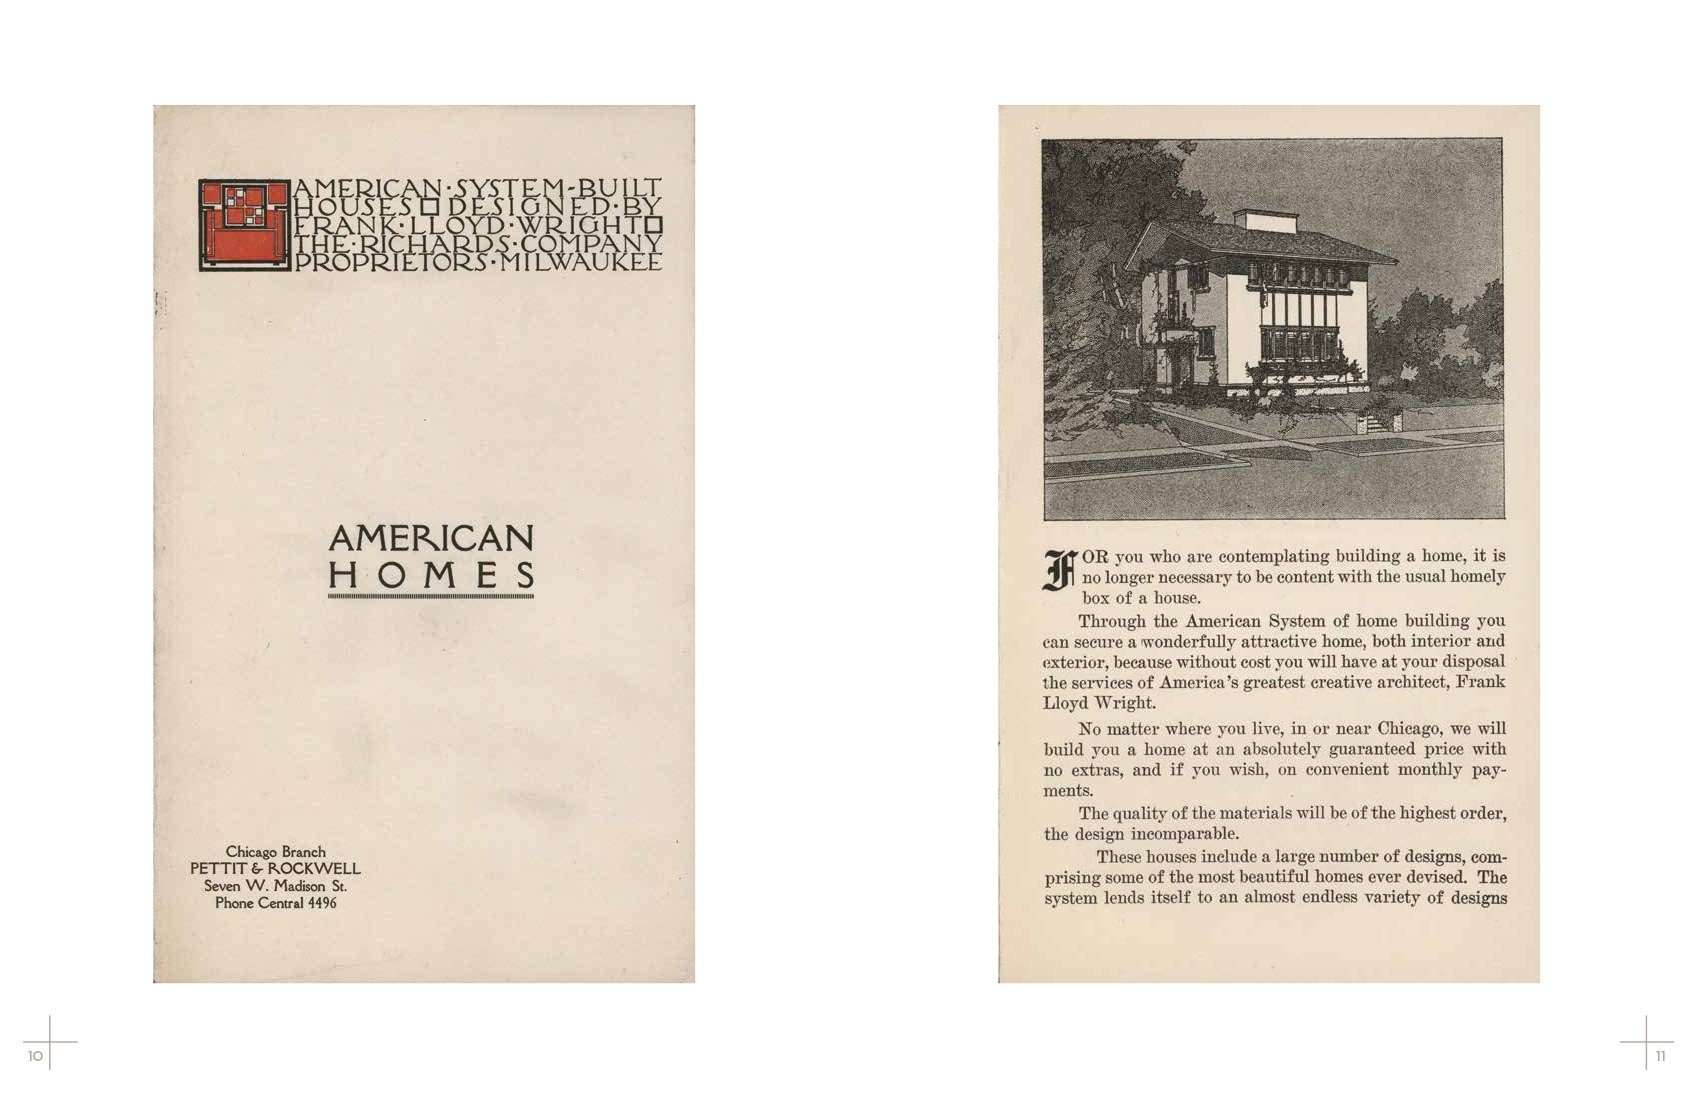 AMERICAN·SYSTEM-BUILT
HOUSES DESIGNED·BY
FRANK·LLOYD·WRIGHT
THE·RICHARDS·COMPANY
PROPRIETORS·MILWAUKEE
AMERICAN
HOMES
Chicago Branch
PETTIT & ROCKWELL
Seven W. Madison St.
Phone Central 4496
10
FOR you who are contemplating building a home, it is
no longer necessary to be content with the usual homely
box of a house.
Through the American System of home building you
can secure a wonderfully attractive home, both interior and
exterior, because without cost you will have at your disposal
the services of America's greatest creative architect, Frank
Lloyd Wright.
No matter where you live, in or near Chicago, we will
build you a home at an absolutely guaranteed price with
no extras, and if you wish, on convenient monthly pay-
ments.
The quality of the materials will be of the highest order,
the design incomparable.
These houses include a large number of designs, com-
prising some of the most beautiful homes ever devised. The
system lends itself to an almost endless variety of designs
11